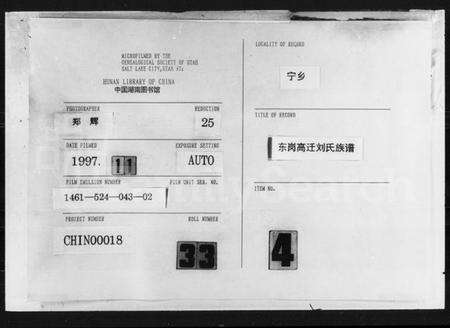 MICROFILMED BY THE
GENEALOGICAL SOCIETY OF UTAH
SALT LAKE CITY, UTAH AT:
HUNAN LIBRARY OF CHINA
中国湖南图书馆
PHOTOGRAPHER
REDUCTION
郑 辉
25
DATE FILMED
EXPOSURE SETTING
1997. 11
AUTO
FILM EMULSION NUMBER
FILM UNIT SER. NO.
1461—524—043—02
PROJECT NUMBER
ROLL NUMBER
CHIN00018
33
LOCALITY OF RECORD
宁乡
TITLE OF RECORD
东岗高迁刘氏族谱
ITEM NO.
4